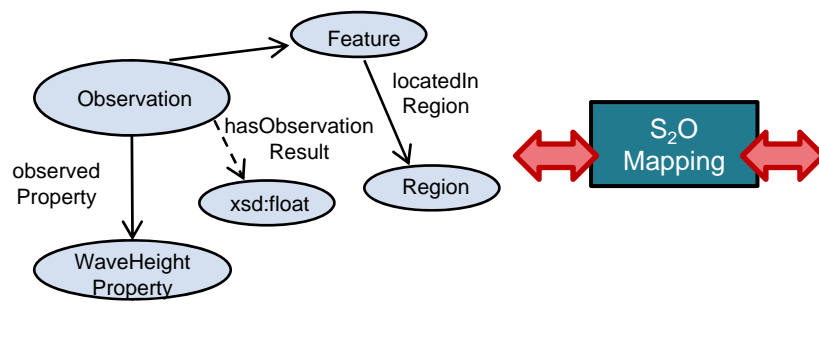 Feature
Observation
locatedIn
Region
hasObservation
Result
observed
Property
xsd:float
Region
WaveHeight
Property
S₂O
Mapping